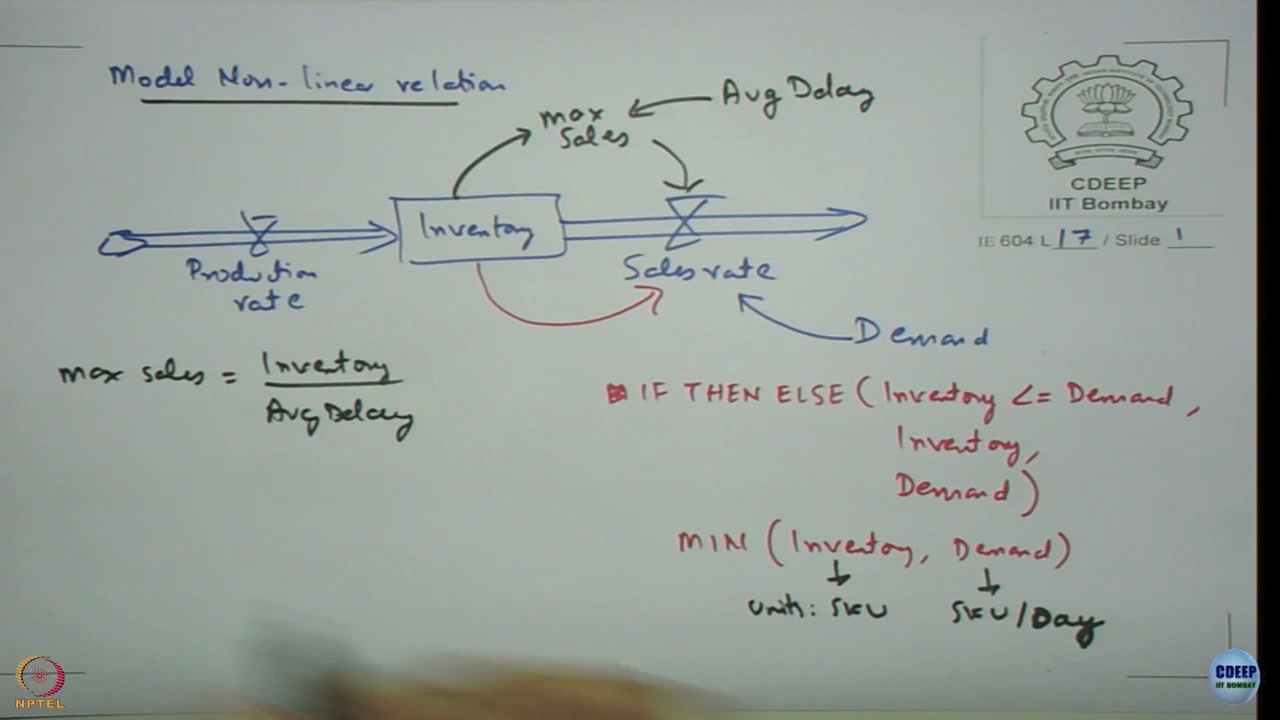 Model Non-linear relation
max
Sales
Avg Delay
Inventory
Production
rate
Sales rate
Demand
max sales = Inventory
Avg Delay
IF THEN ELSE (Inventory <= Demand,
Inventory,
Demand)
MIN (Inventory, Demand)
Units: SKU SKU/Day
CDEEP
IIT Bombay
IE 604 L 17 / Slide 1
NPTEL
CDEEP
IIT BOMBAY